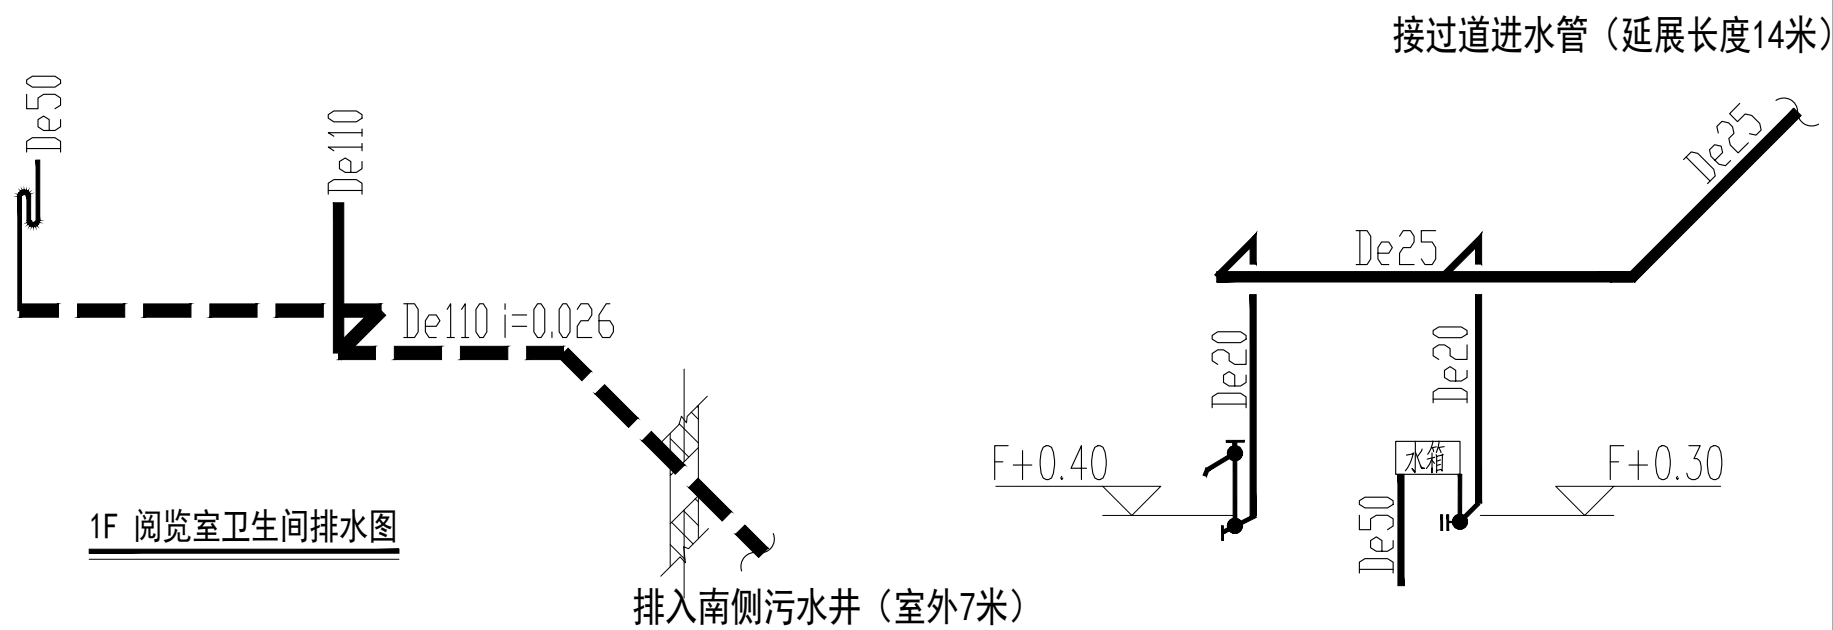 接过道进水管（延展长度14米）
De50
De110
De25
De25
De110 i=0.026
De20
De20
F+0.40
水箱
F+0.30
De50
1F 阅览室卫生间排水图
排入南侧污水井（室外7米）